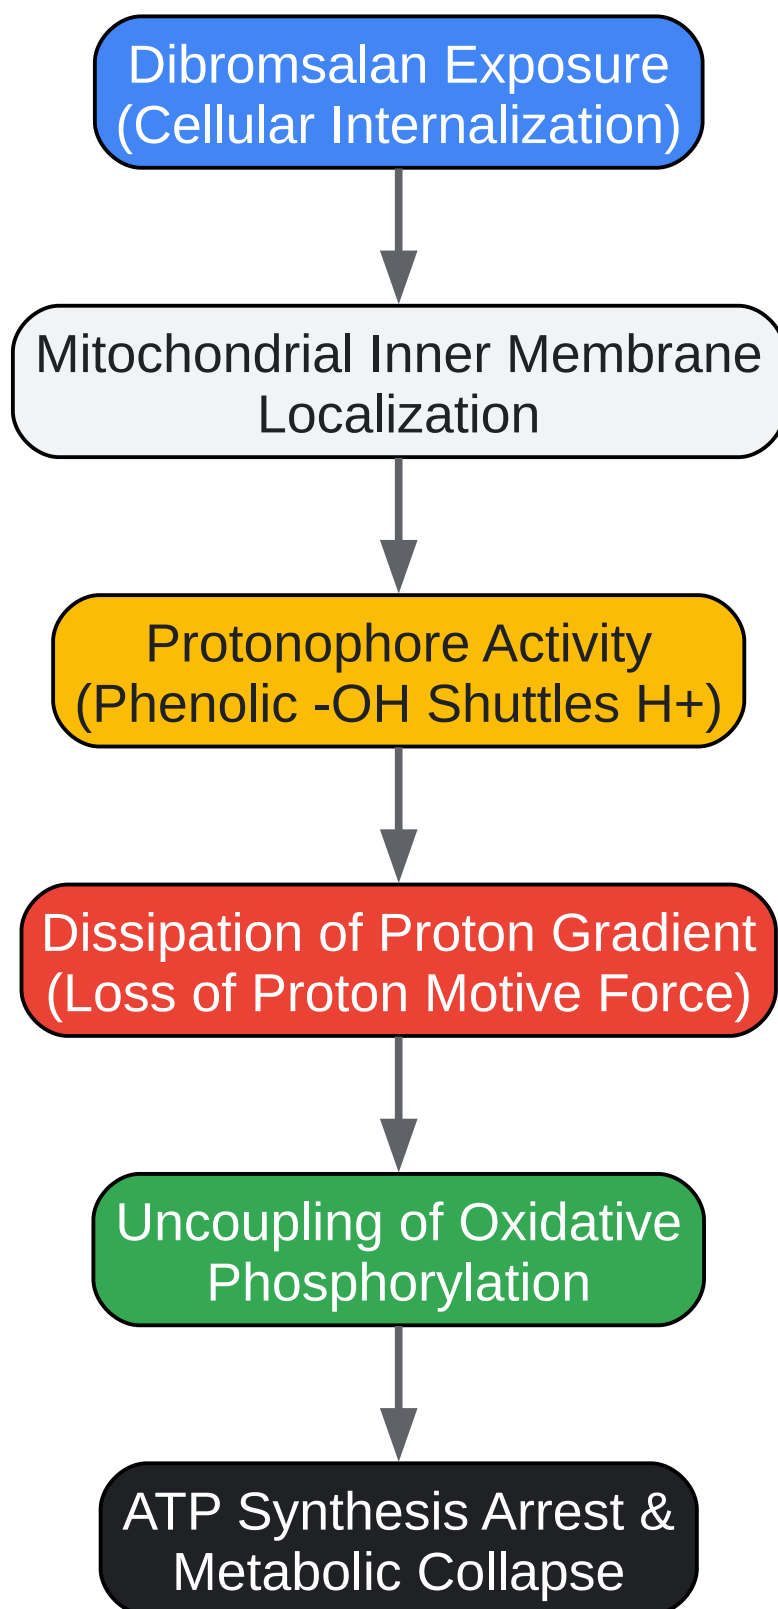 Dibromsalan Exposure
(Cellular Internalization)
Mitochondrial Inner Membrane
Localization
Protonophore Activity
(Phenolic -OH Shuttles H+)
Dissipation of Proton Gradient
(Loss of Proton Motive Force)
Uncoupling of Oxidative
Phosphorylation
ATP Synthesis Arrest &
Metabolic Collapse